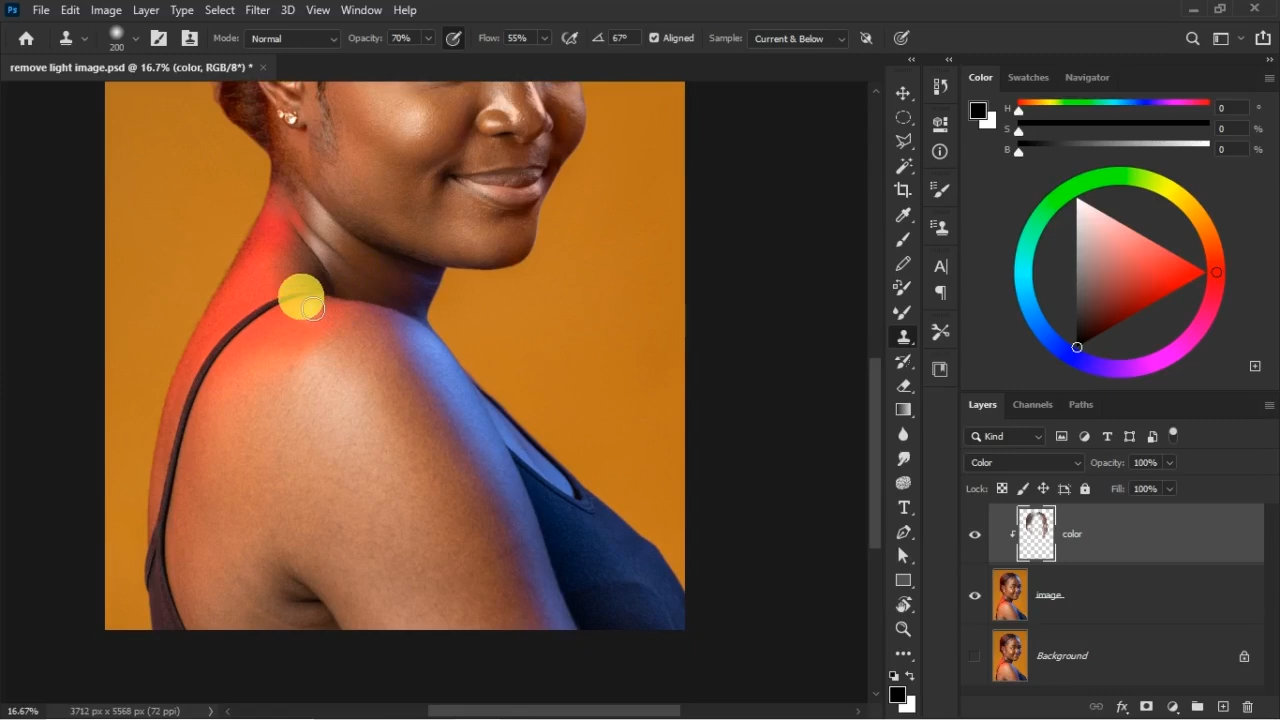 Ps File Edit Image Layer Type Select Filter 3D View Window Help
200 Mode: Normal Opacity: 70% Flow: 55% 67° Aligned Sample: Current & Below
remove light image.psd @ 16.7% (color, RGB/8*) *
Color Swatches Navigator
H 0 °
S 0 %
B 0 %
Layers Channels Paths
Kind
Color Opacity: 100%
Lock: Fill: 100%
color
image
Background
16.67% 3712 px x 5568 px (72 ppi)